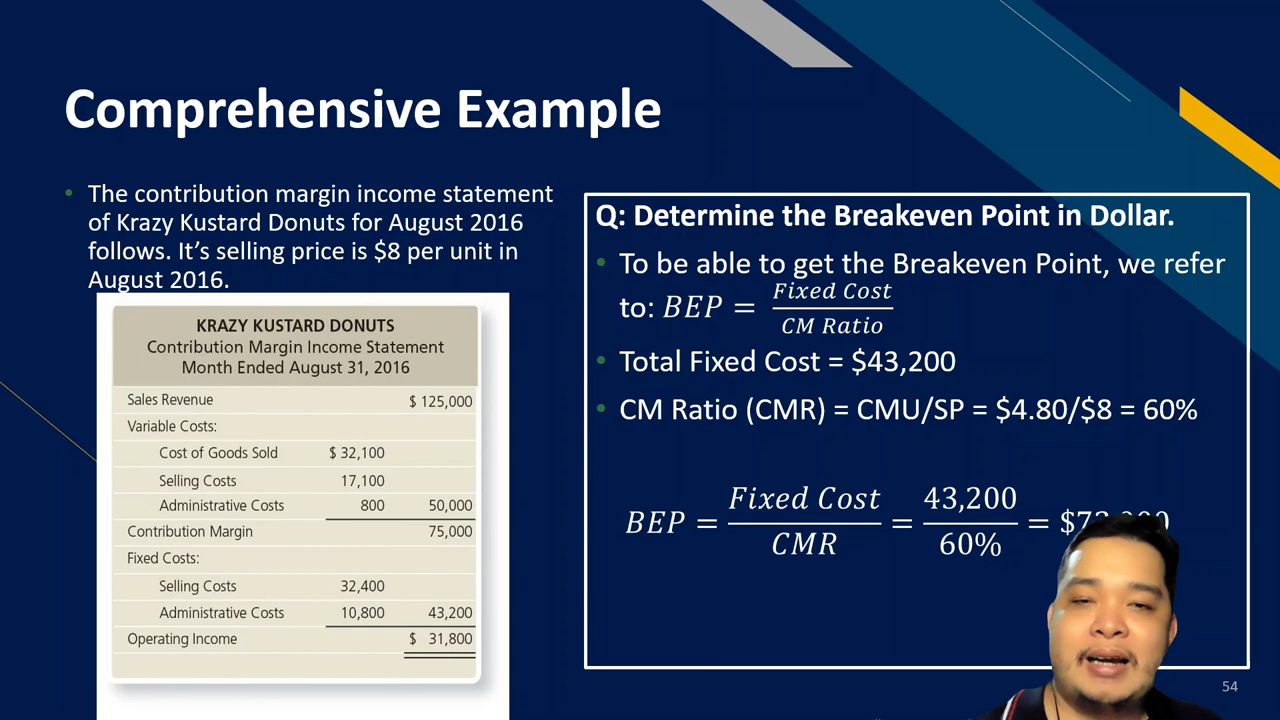 Comprehensive Example
• The contribution margin income statement
of Krazy Kustard Donuts for August 2016
follows. It’s selling price is $8 per unit in
August 2016.
KRAZY KUSTARD DONUTS
Contribution Margin Income Statement
Month Ended August 31, 2016
Sales Revenue $ 125,000
Variable Costs:
Cost of Goods Sold $ 32,100
Selling Costs 17,100
Administrative Costs 800 50,000
Contribution Margin 75,000
Fixed Costs:
Selling Costs 32,400
Administrative Costs 10,800 43,200
Operating Income $ 31,800
Q: Determine the Breakeven Point in Dollar.
• To be able to get the Breakeven Point, we refer
to: BEP = Fixed Cost / CM Ratio
• Total Fixed Cost = $43,200
• CM Ratio (CMR) = CMU/SP = $4.80/$8 = 60%
BEP = Fixed Cost / CMR = 43,200 / 60% =
54